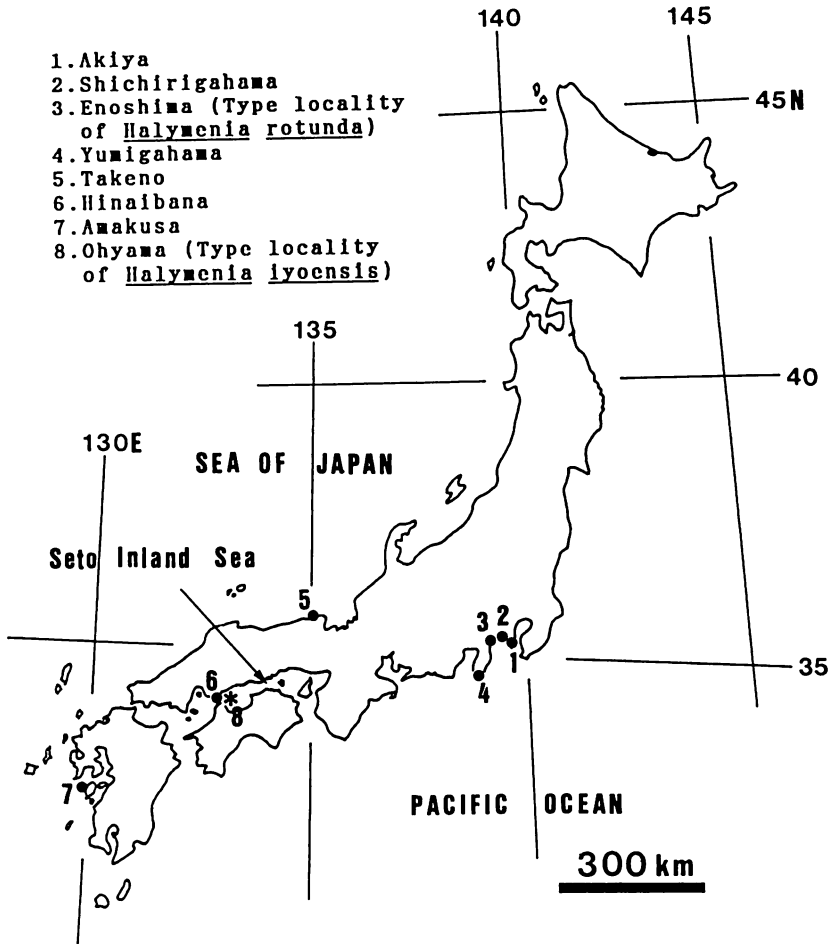 140
145
1.Akiya
2.Shichirigahama
3.Enoshima (Type locality
of Halymenia rotunda)
4.Yumigahama
5.Takeno
6.Hinaibana
7.Amakusa
8.Ohyama (Type locality
of Halymenia iyoensis)
45N
135
40
130E
SEA OF JAPAN
Seto Inland Sea
5
3
2
1
35
4
6
*
8
7
PACIFIC OCEAN
300 km